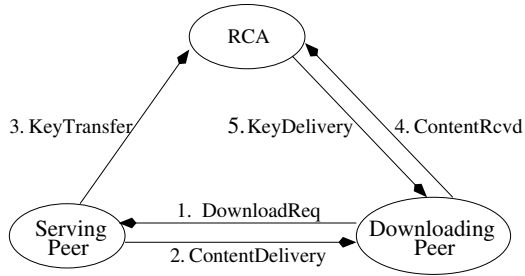 RCA
3. KeyTransfer
5. KeyDelivery
4. ContentRcvd
1. DownloadReq
Serving
Peer
Downloading
Peer
2. ContentDelivery